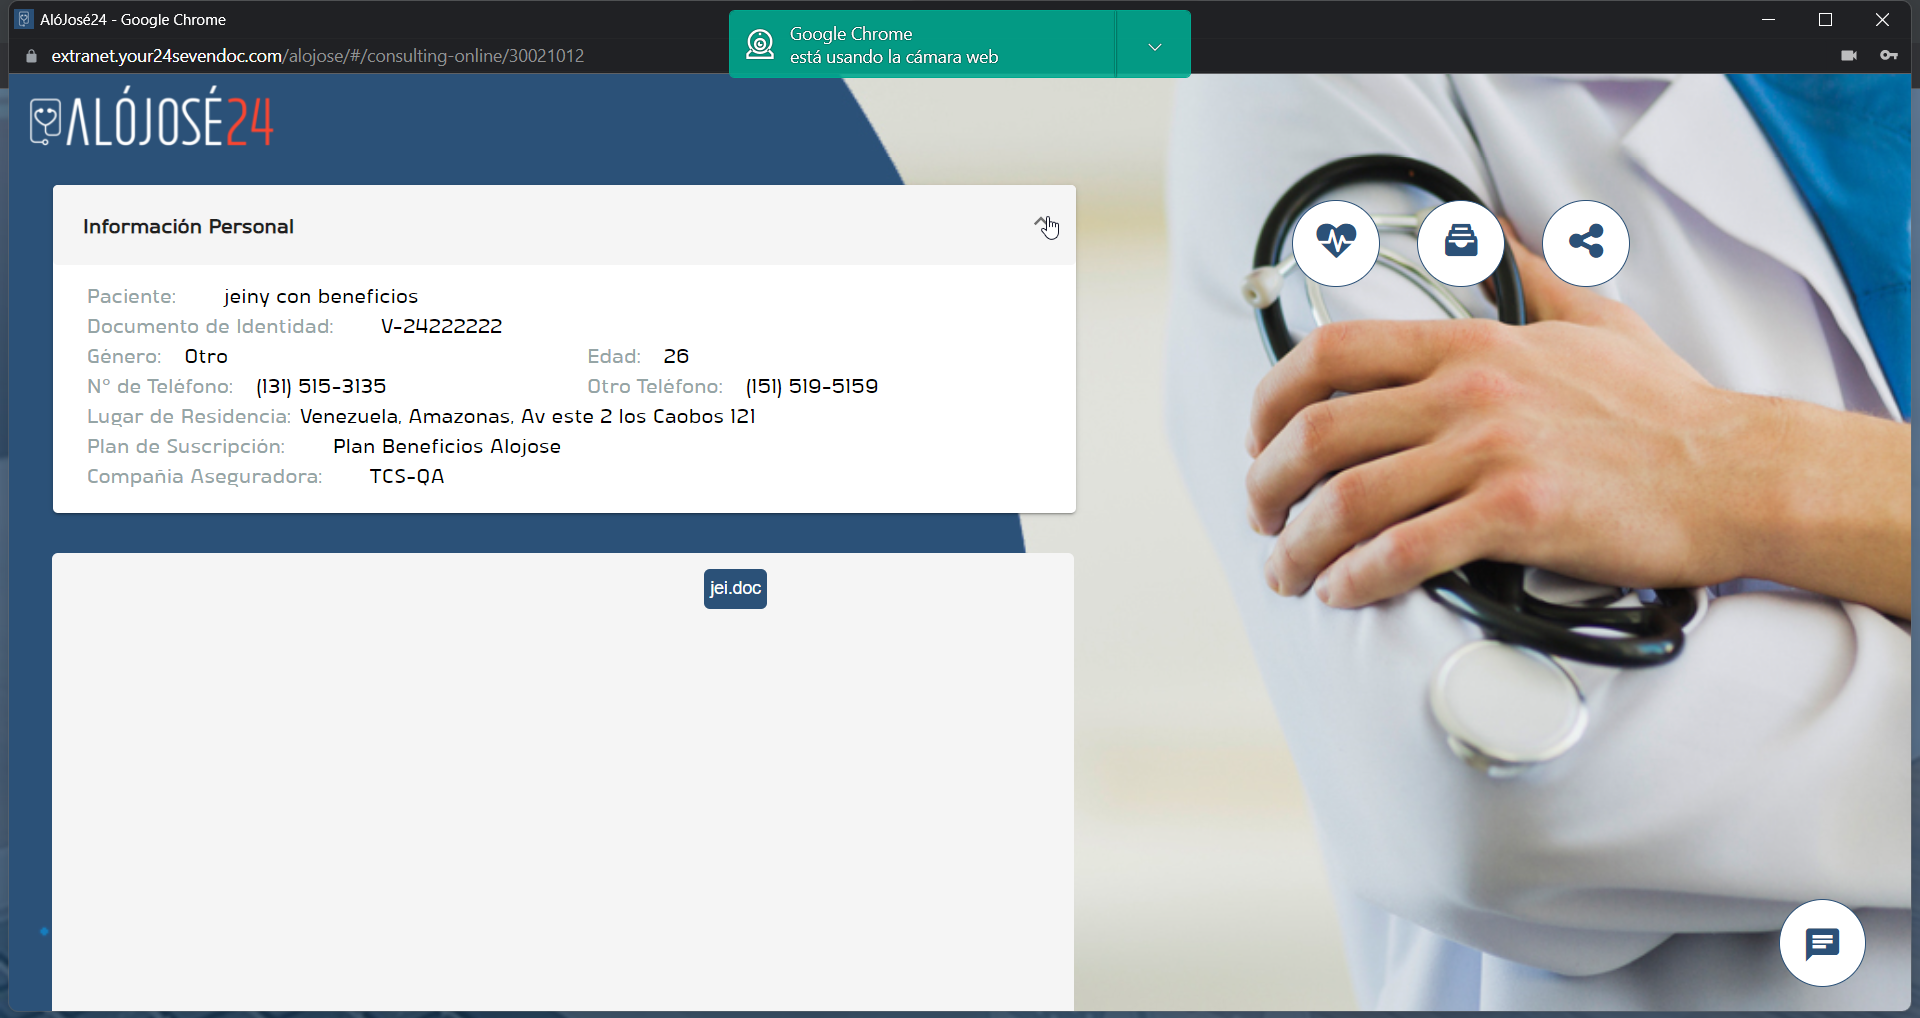 AlóJosé24 - Google Chrome
extranet.your24sevendoc.com/alojose/#/consulting-online/30021012
Google Chrome
está usando la cámara web
ALÓJOSÉ24
Información Personal
Paciente: jeiny con beneficios
Documento de Identidad: V-24222222
Género: Otro Edad: 26
N° de Teléfono: (131) 515-3135 Otro Teléfono: (151) 519-5159
Lugar de Residencia: Venezuela, Amazonas, Av este 2 los Caobos 121
Plan de Suscripción: Plan Beneficios Alojose
Compañia Aseguradora: TCS-QA
jei.doc